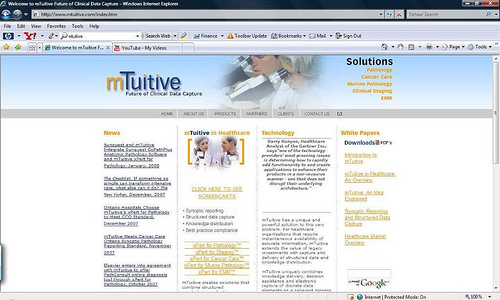 Welcome to mTuitive Future of Clinical Data Capture - Windows Internet Explorer
http://www.mtuitive.com/index.htm
Yahoo! Search
File Edit View Favorites Tools Help
Y! mtuitive Search Web Finance Toolbar Update Bookmarks Mail Sign Out
Welcome to mTuitive F... YouTube - My Videos
Page Tools
mTuitive
Future of Clinical Data Capture
Solutions
Pathology
Cancer Care
Murine Pathology
Clinical Staging
EMR
HOME ABOUT US PRODUCTS PARTNERS CLIENTS CONTACT US
News
Sunquest and mTuitive
Integrate Sunquest CoPathPlus
Anatomic Pathology Software
and mTuitive xPert for
Pathology, January, 2008
The Checklist. If something so
simple can transform intensive
care, what else can it do? the
New Yorker, December, 2007
Ontario Hospitals Choose
mTuitive's xPert for Pathology
to Meet CCO Standard,
December 2007
mTuitive Meets Cancer Care
Ontario Synoptic Pathology
Reporting Standard, November,
2007
Elsevier enters into agreement
with mTuitive to offer
PathConsult online diagnosis
tool through xPert for
Pathology, October, 2007
mTuitive in Healthcare
CLICK HERE TO SEE
SCREENCASTS
• Synoptic reporting
• Structured data capture
• Knowledge distribution
• Best practice compliance
xPert for Pathology™
xPert for Staging™
xPert for Cancer Care™
xPert for Murine Pathology™
xPert for EMR™
mTuitive creates solutions that
combine structured
Technology
Barry Runyon, Healthcare
Analyst of the Gartner Inc.,
says "one of the technology
providers' most pressing issues
is determining how to rapidly
add functionality and to create
applications to enhance their
products in a non-invasive
manner - one that does not
disrupt their underlying
architecture."
mTuitive has a unique and
powerful solution to this very
problem. For healthcare
organizations that require
instantaneous availability of
accurate information, mTuitive
extends the value of legacy
investments with capture and
delivery of structured data and
knowledge distribution.
mTuitive uniquely combines
knowledge delivery, decision
assistance and electronic
capture of discrete data
White Papers
Downloads PDF's
Introduction to
mTuitive
mTuitive in Healthcare:
An Overview
mTuitive: An Idea
Explained
Synoptic Reporting
and Structured Data
Capture
Healthcare Market
Overview
Google
Internet | Protected Mode: On
100%